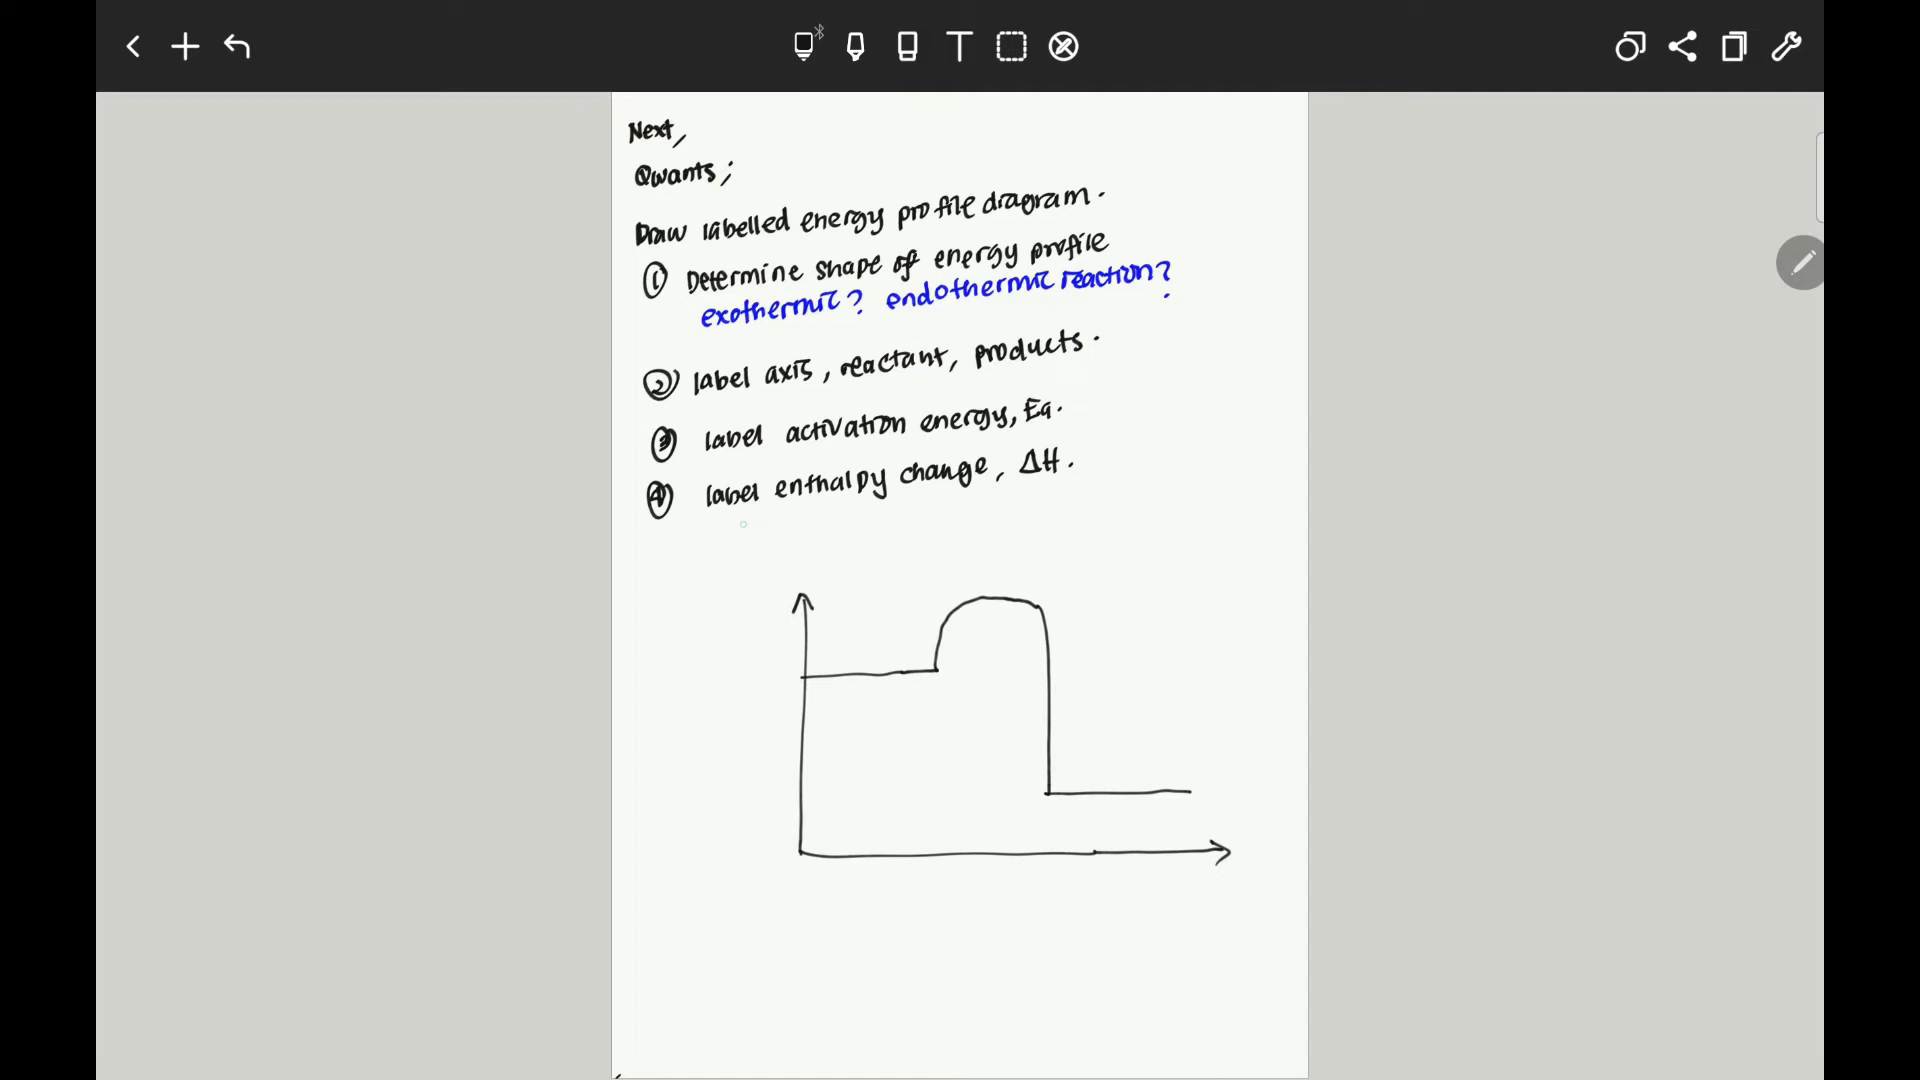 Next,
Qwants;
Draw labelled energy profile diagram.
① Determine shape of energy profile
exothermic? endothermic reaction?
② label axis, reactant, products.
③ label activation energy, Ea.
④ label enthalpy change, ΔH.